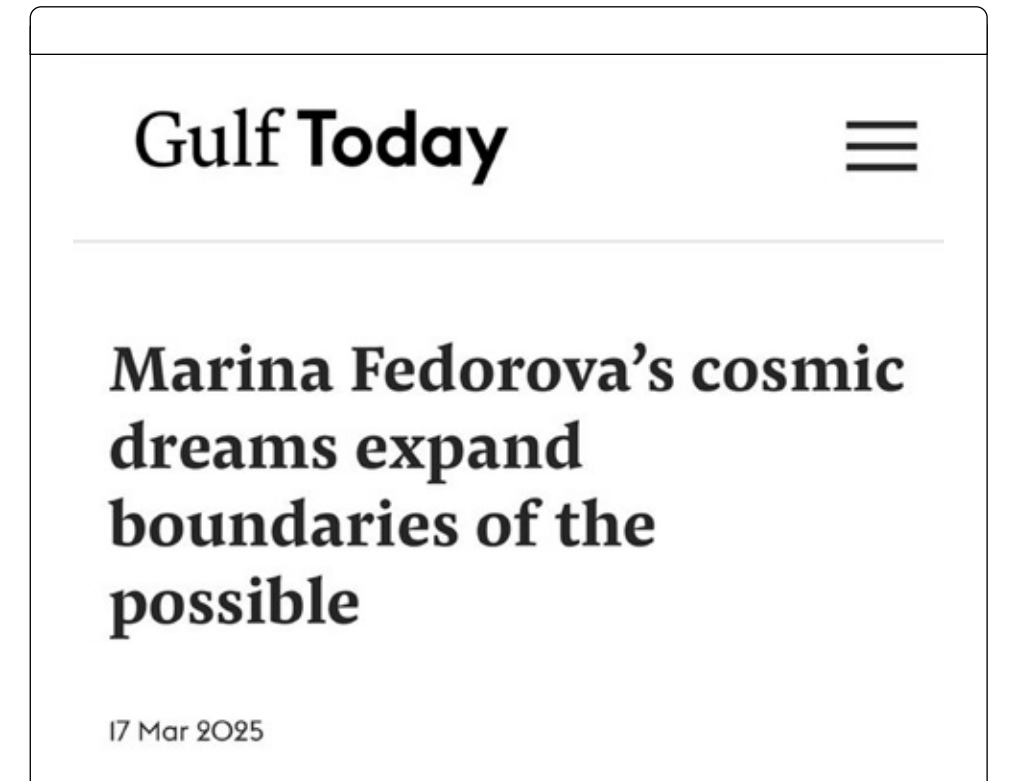 Gulf Today
Marina Fedorova’s cosmic
dreams expand
boundaries of the
possible
17 Mar 2025